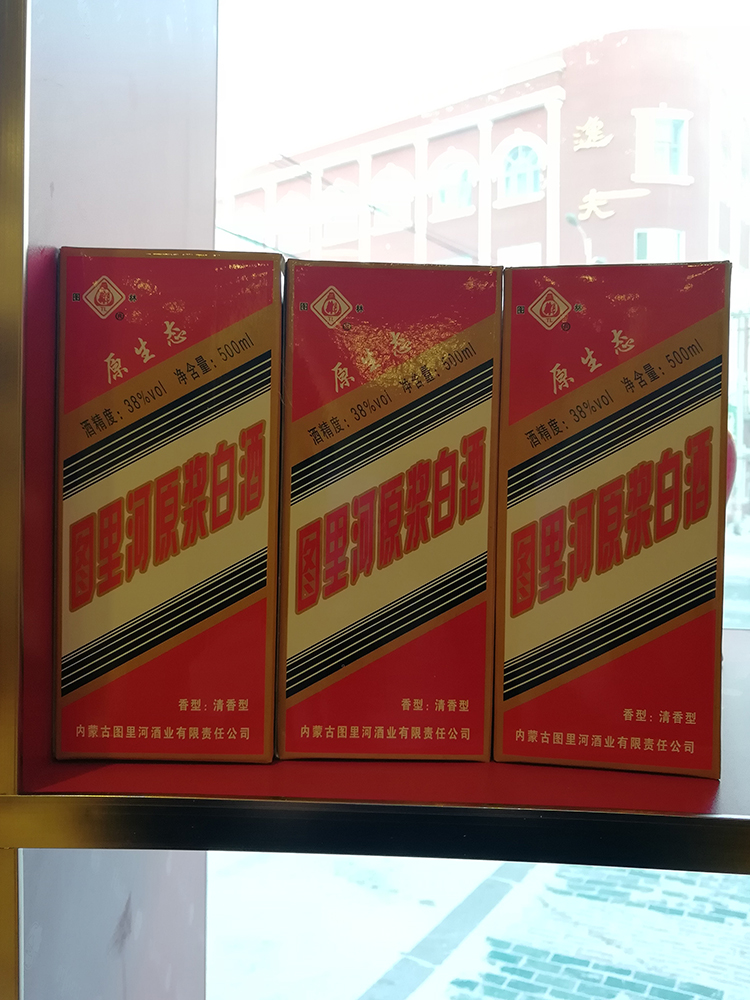 图 林
原生态
酒精度：38%vol 净含量：500ml
图里河原浆白酒
香型：清香型
内蒙古图里河酒业有限责任公司
图 林
原生态
酒精度：38%vol 净含量：500ml
图里河原浆白酒
香型：清香型
内蒙古图里河酒业有限责任公司
图 林
原生态
酒精度：38%vol 净含量：500ml
图里河原浆白酒
香型：清香型
内蒙古图里河酒业有限责任公司